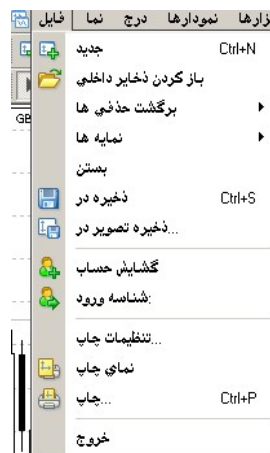 فایل نما درج نمودارها زارها
جدید Ctrl+N
باز کردن ذخایر داخلی
برگشت حذفی ها
نمایه ها
بستن
ذخیره در Ctrl+S
ذخیره تصویر در...
گشایش حساب
شناسه ورود:
تنظیمات چاپ...
نمای چاپ
چاپ... Ctrl+P
خروج
GB